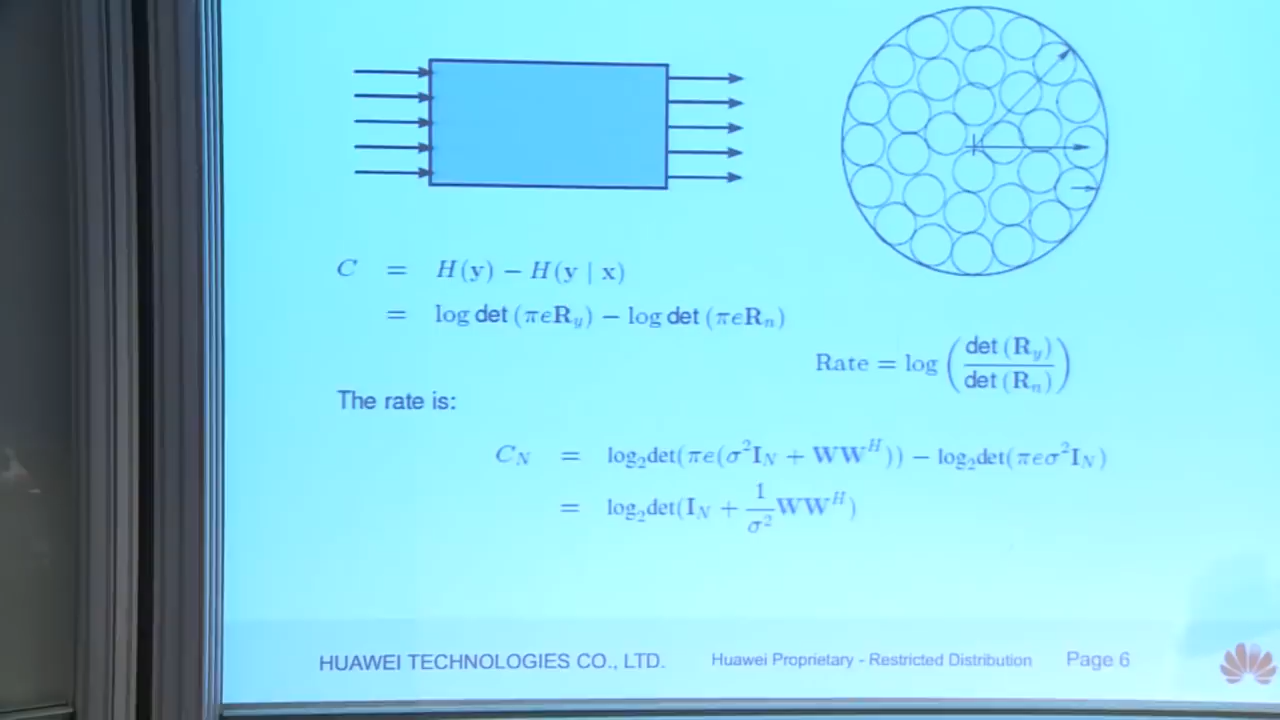 C = H(y) − H(y | x)
= log det (πeR_y) − log det (πeR_n)
Rate = log ( det (R_y) / det (R_n) )
The rate is:
C_N = log₂det(πe(σ²I_N + WW^H)) − log₂det(πeσ²I_N)
= log₂det(I_N + 1/σ² WW^H)
HUAWEI TECHNOLOGIES CO., LTD. Huawei Proprietary - Restricted Distribution Page 6